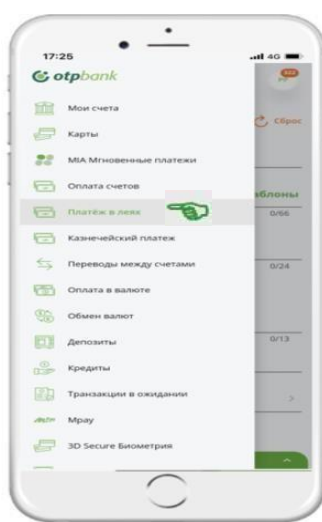 17:25
4G
otpbank
Мои счета
Карты
Сброс
MIA Мгновенные платежи
Оплата счетов
аблоны
Платёж в леях
0/66
Казначейский платеж
Переводы между счетами
0/24
Оплата в валюте
Обмен валют
Депозиты
0/13
Кредиты
Транзакции в ожидании
Mpay
3D Secure Биометрия